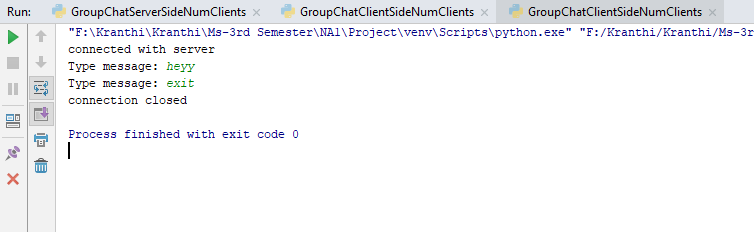 Run: GroupChatServerSideNumClients × GroupChatClientSideNumClients × GroupChatClientSideNumClients ×
"F:\Kranthi\Kranthi\Ms-3rd Semester\NA1\Project\venv\Scripts\python.exe" "F:/Kranthi/Kranthi/Ms-3r
connected with server
Type message: heyy
Type message: exit
connection closed
Process finished with exit code 0